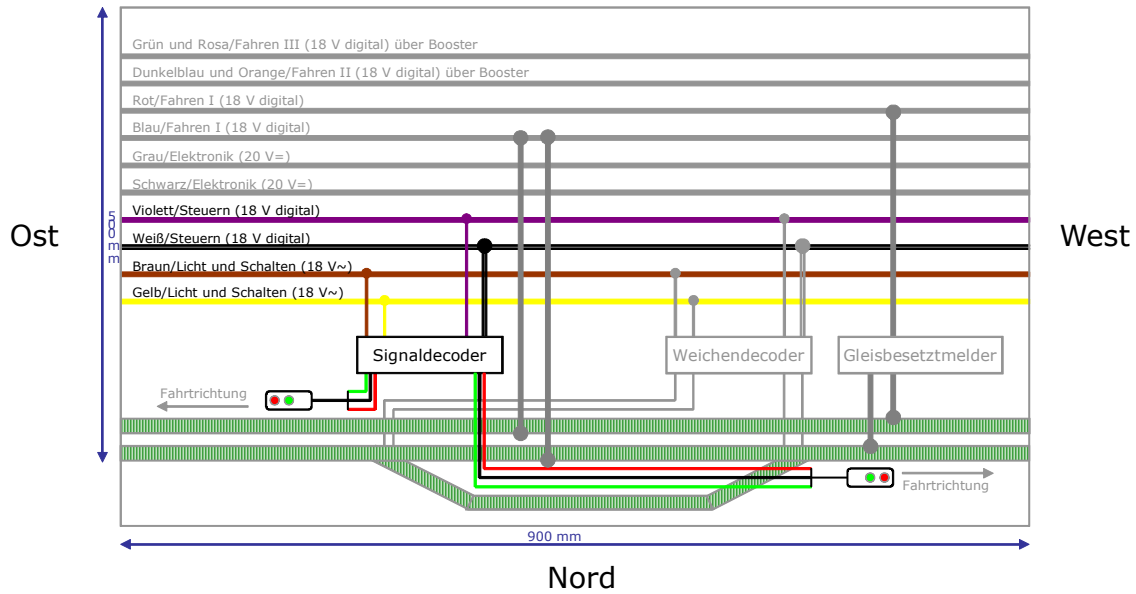 Grün und Rosa/Fahren III (18 V digital) über Booster
Dunkelblau und Orange/Fahren II (18 V digital) über Booster
Rot/Fahren I (18 V digital)
Blau/Fahren I (18 V digital)
Grau/Elektronik (20 V=)
Schwarz/Elektronik (20 V=)
Violett/Steuern (18 V digital)
500 mm
Ost
Weiß/Steuern (18 V digital)
West
Braun/Licht und Schalten (18 V~)
Gelb/Licht und Schalten (18 V~)
Signaldecoder
Weichendecoder
Gleisbesetztmelder
Fahrtrichtung
Fahrtrichtung
900 mm
Nord